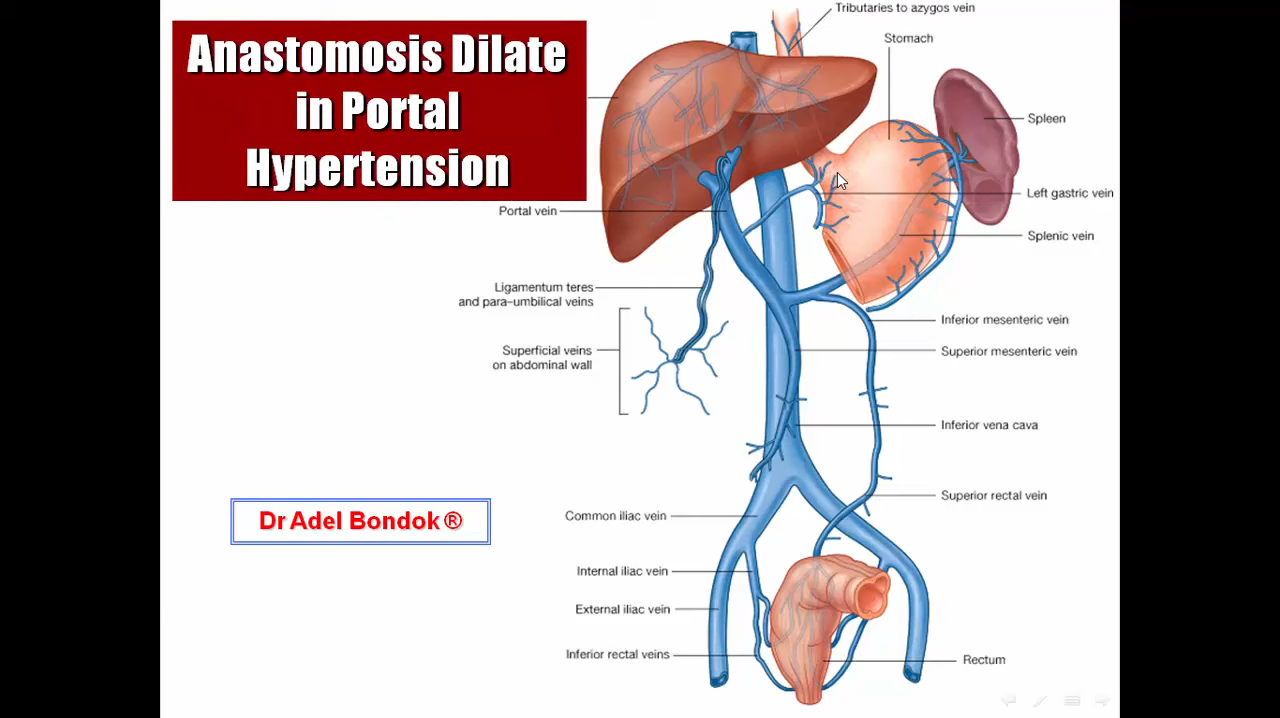 Anastomosis Dilate
in Portal
Hypertension
Tributaries to azygos vein
Stomach
Spleen
Left gastric vein
Splenic vein
Portal vein
Ligamentum teres
and para–umbilical veins
Superficial veins
on abdominal wall
Inferior mesenteric vein
Superior mesenteric vein
Inferior vena cava
Superior rectal vein
Dr Adel Bondok ®
Common iliac vein
Internal iliac vein
External iliac vein
Inferior rectal veins
Rectum